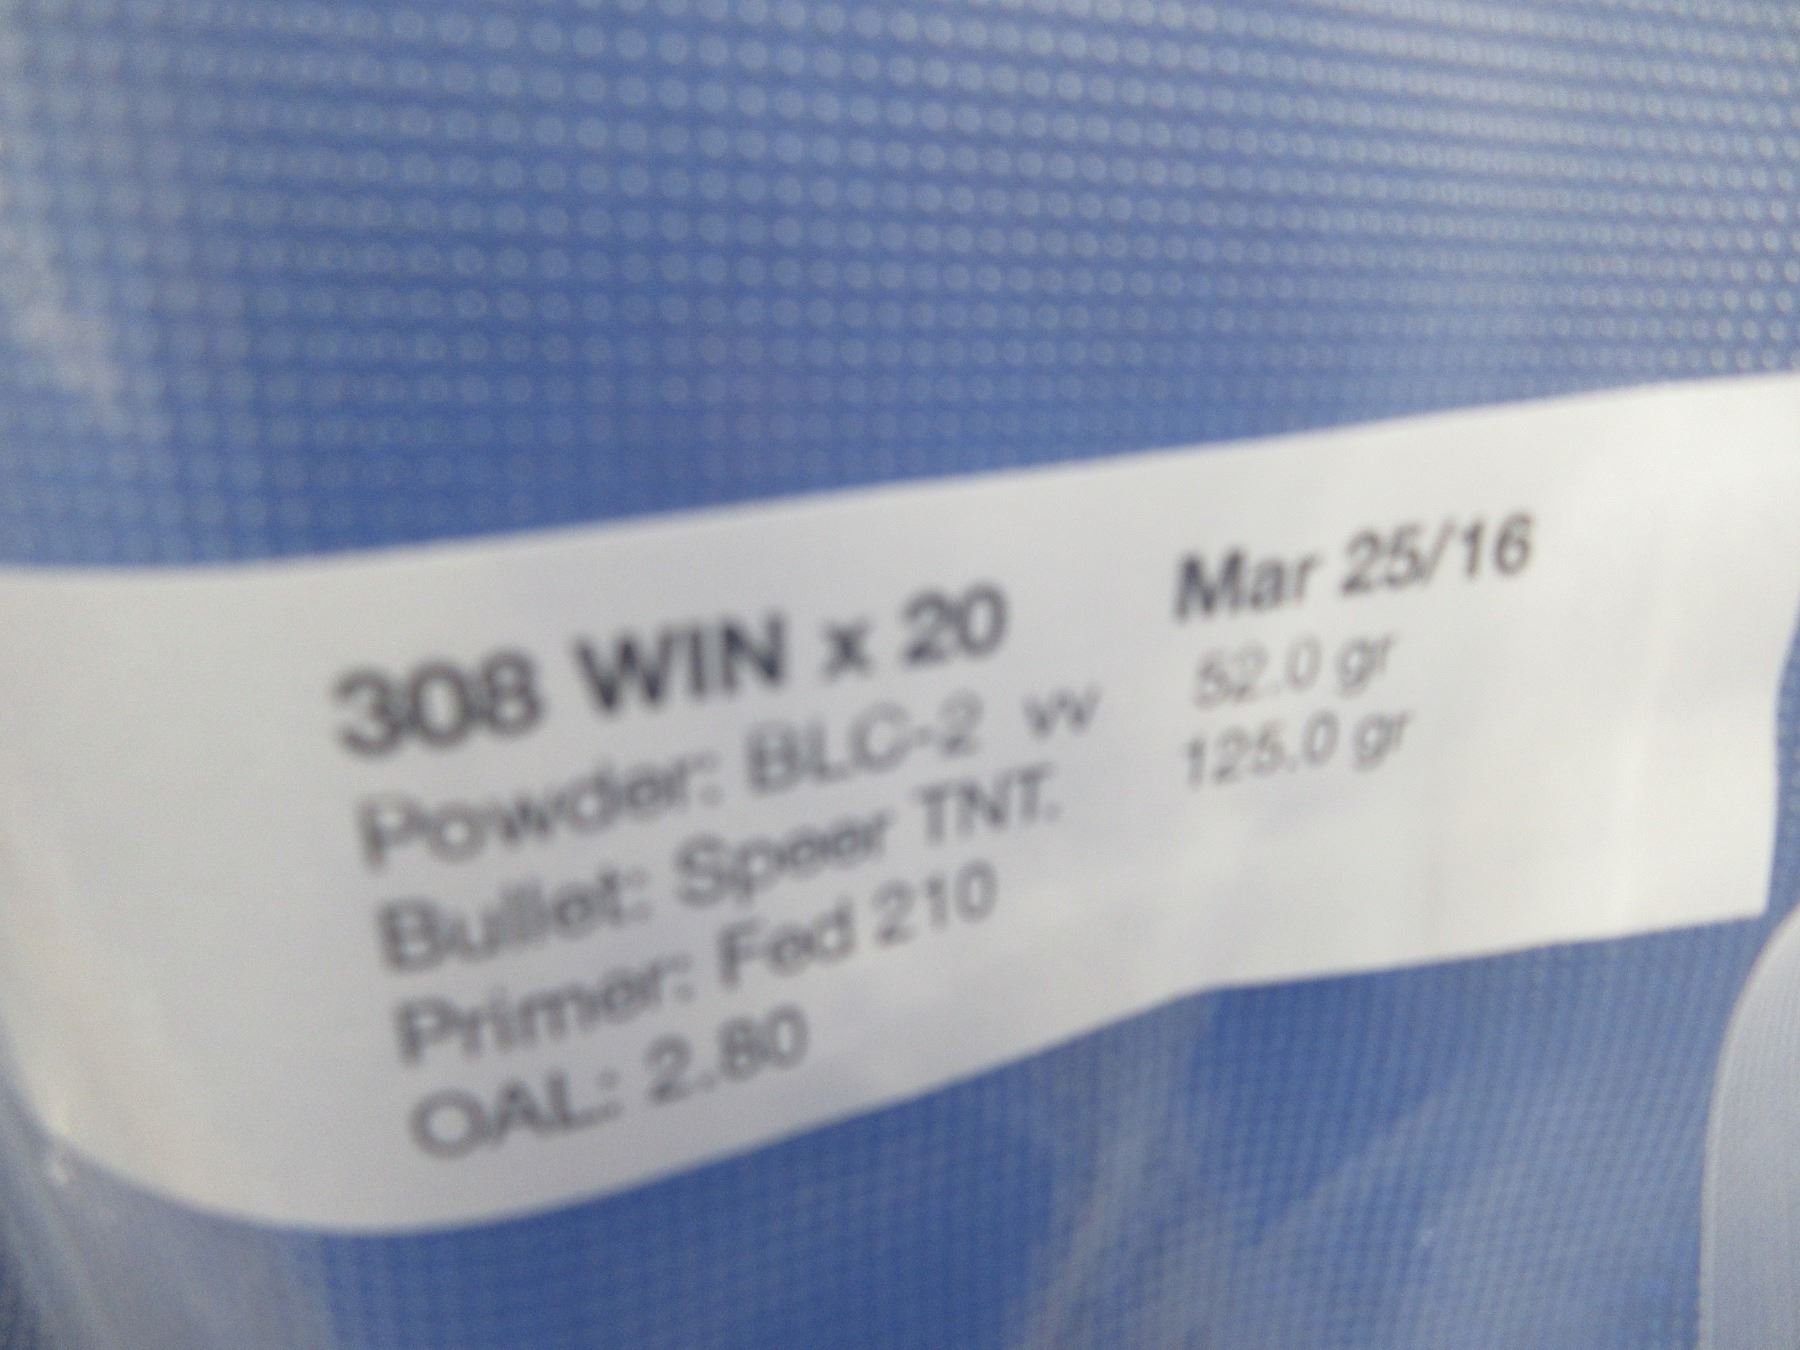 308 WIN x 20 Mar 25/16
Powder: BLC-2 vv 52.0 gr
Bullet: Speer TNT. 125.0 gr
Primer: Fed 210
OAL: 2.80